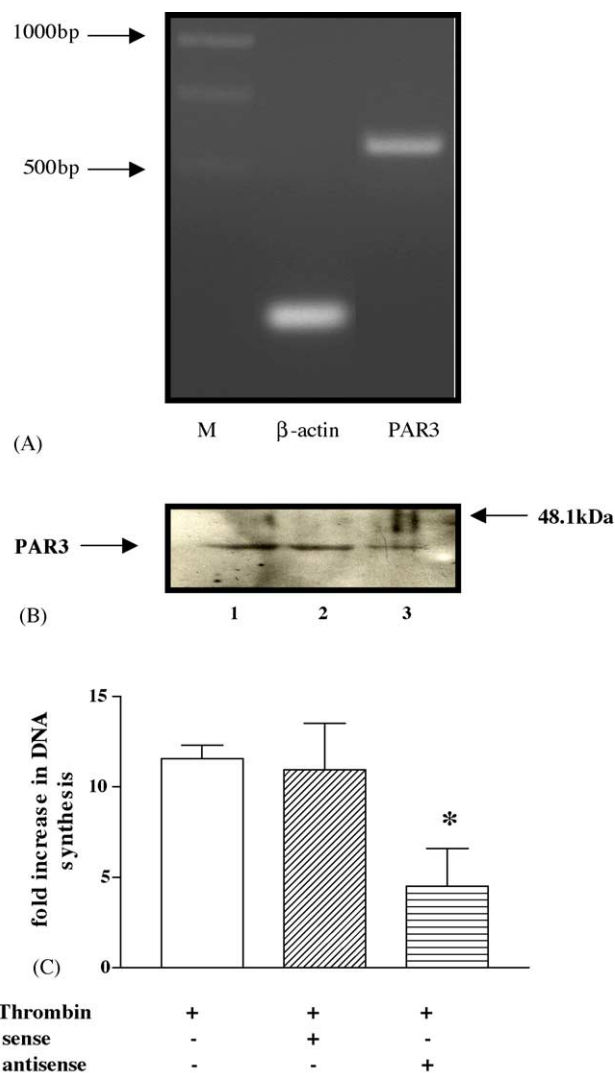 1000bp
500bp
(A)
M β-actin PAR3
PAR3
48.1kDa
(B)
1 2 3
fold increase in DNA
synthesis
15
10
5
0
*
(C)
Thrombin + + +
sense - + -
antisense - - +